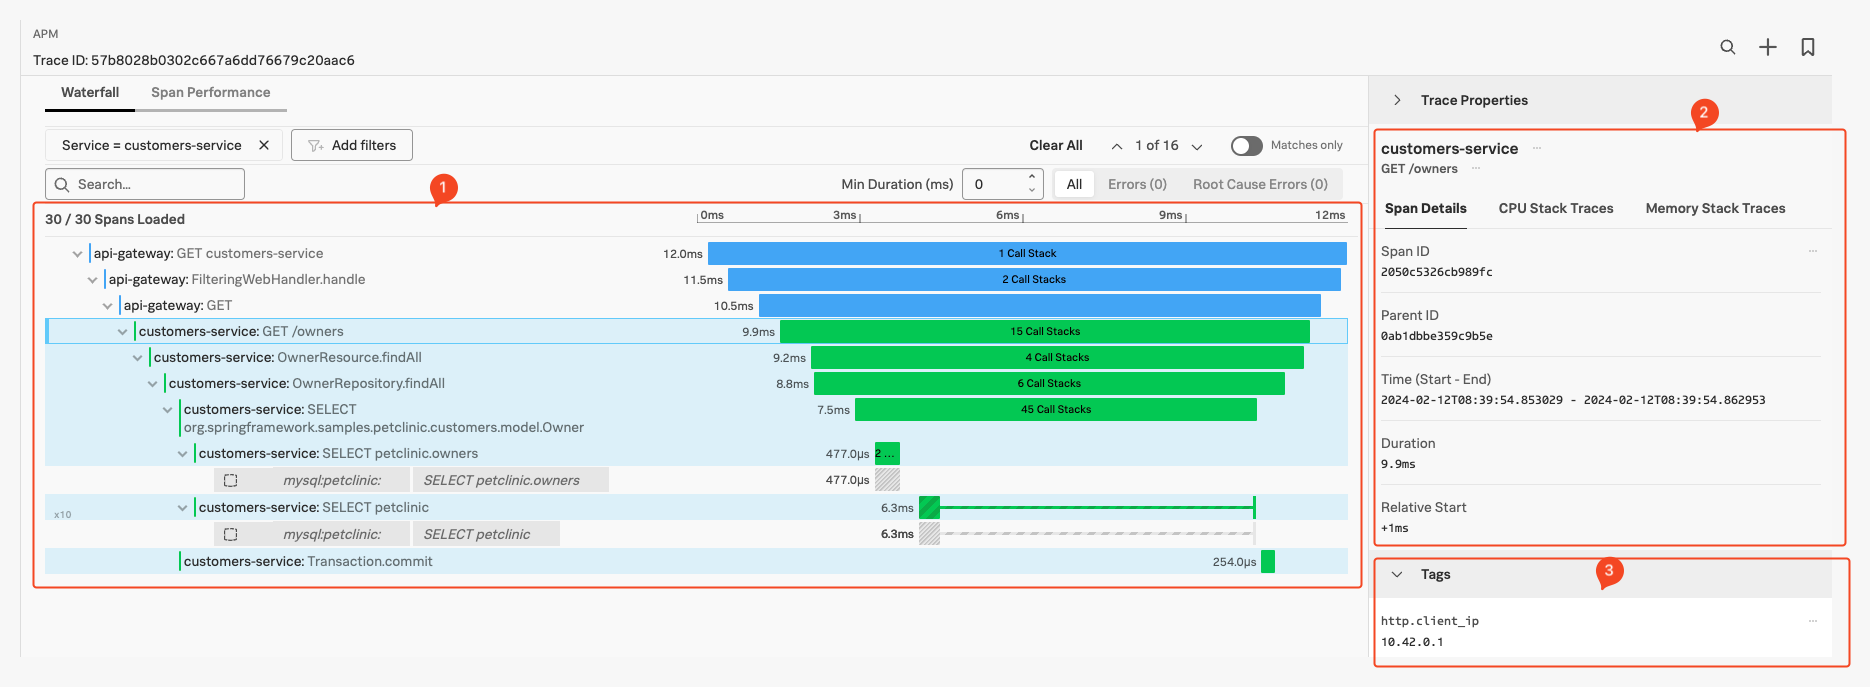 APM
Trace ID: 57b8028b0302c667a6dd76679c20aac6
Waterfall Span Performance
Service = customers-service Add filters
Clear All 1 of 16 Matches only
Search... Min Duration (ms) 0 All Errors (0) Root Cause Errors (0)
1
30 / 30 Spans Loaded 0ms 3ms 6ms 9ms 12ms
api-gateway: GET customers-service 12.0ms 1 Call Stack
api-gateway: FilteringWebHandler.handle 11.5ms 2 Call Stacks
api-gateway: GET 10.5ms
customers-service: GET /owners 9.9ms 15 Call Stacks
customers-service: OwnerResource.findAll 9.2ms 4 Call Stacks
customers-service: OwnerRepository.findAll 8.8ms 6 Call Stacks
customers-service: SELECT 7.5ms 45 Call Stacks
org.springframework.samples.petclinic.customers.model.Owner
customers-service: SELECT petclinic.owners 477.0µs 2 ...
mysql:petclinic: SELECT petclinic.owners 477.0µs
x10 customers-service: SELECT petclinic 6.3ms
mysql:petclinic: SELECT petclinic 6.3ms
customers-service: Transaction.commit 254.0µs
Trace Properties
2
customers-service ...
GET /owners ...
Span Details CPU Stack Traces Memory Stack Traces
Span ID ...
2050c5326cb989fc
Parent ID
0ab1dbbe359c9b5e
Time (Start - End)
2024-02-12T08:39:54.853029 - 2024-02-12T08:39:54.862953
Duration
9.9ms
Relative Start
+1ms
3
Tags
http.client_ip ...
10.42.0.1